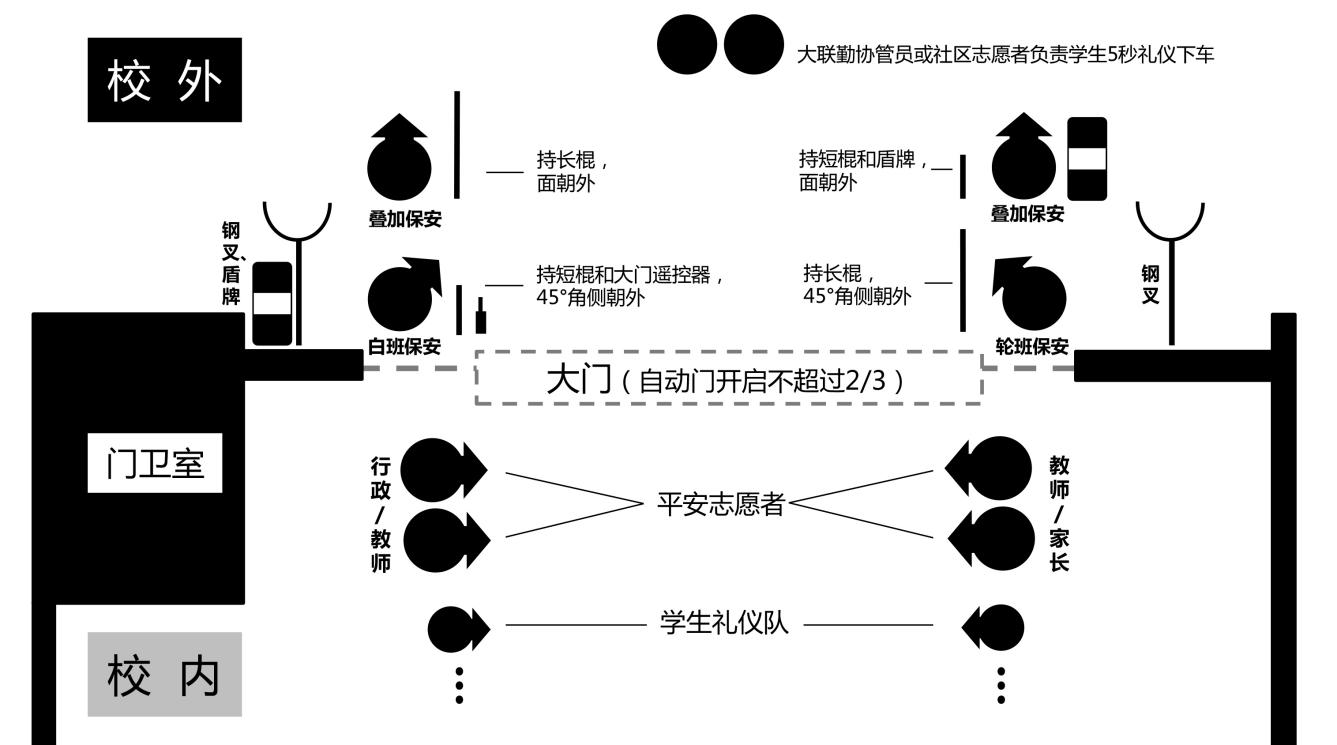 校 外
大联勤协管员或社区志愿者负责学生5秒礼仪下车
持长棍，
面朝外
叠加保安
持短棍和盾牌，
面朝外
叠加保安
钢
叉、
盾
牌
持短棍和大门遥控器，
45°角侧朝外
白班保安
持长棍，
45°角侧朝外
轮班保安
钢
叉
大门（自动门开启不超过2/3）
门卫室
行
政
/
教
师
平安志愿者
教
师
/
家
长
学生礼仪队
校 内